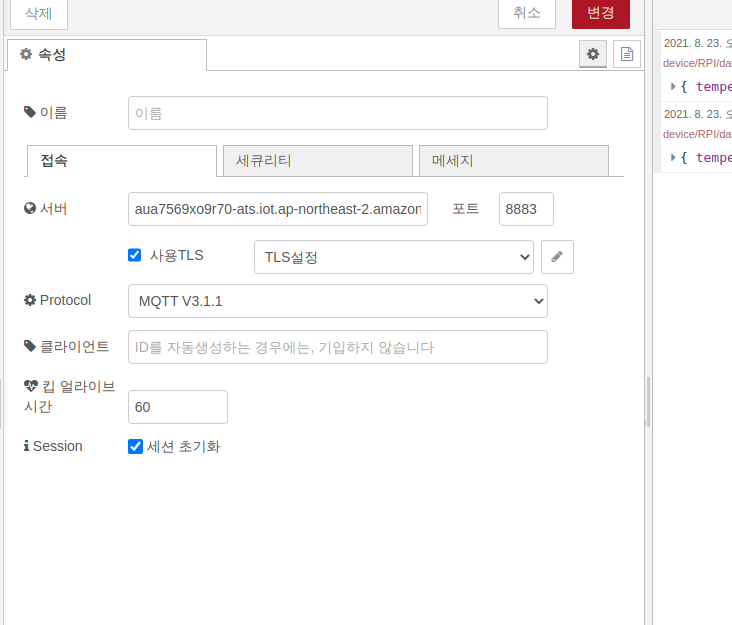 삭제
취소
변경
속성
이름
이름
접속
세큐리티
메세지
서버
aua7569xo9r70-ats.iot.ap-northeast-2.amazon
포트
8883
사용TLS
TLS설정
Protocol
MQTT V3.1.1
클라이언트
ID를 자동생성하는 경우에는, 기입하지 않습니다
킵 얼라이브
시간
60
Session
세션 초기화
2021. 8. 23.
device/RPI/da
{ tempe
2021. 8. 23.
device/RPI/da
{ tempe